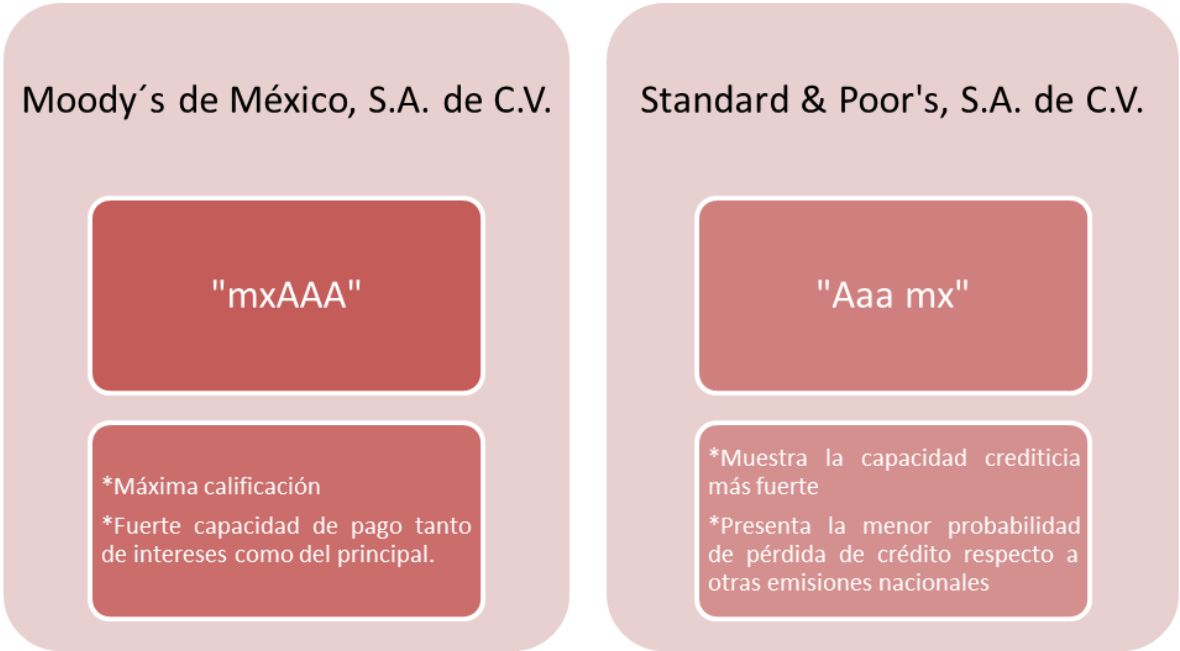 Moody´s de México, S.A. de C.V.
"mxAAA"
*Máxima calificación
*Fuerte capacidad de pago tanto
de intereses como del principal.
Standard & Poor's, S.A. de C.V.
"Aaa mx"
*Muestra la capacidad crediticia
más fuerte
*Presenta la menor probabilidad
de pérdida de crédito respecto a
otras emisiones nacionales